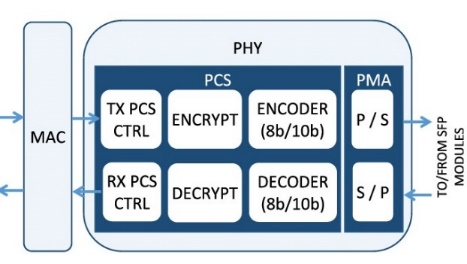 PHY
PCS
PMA
MAC
TX PCS
CTRL
ENCRYPT
ENCODER
(8b/10b)
P / S
RX PCS
CTRL
DECRYPT
DECODER
(8b/10b)
S / P
TO/FROM SFP
MODULES